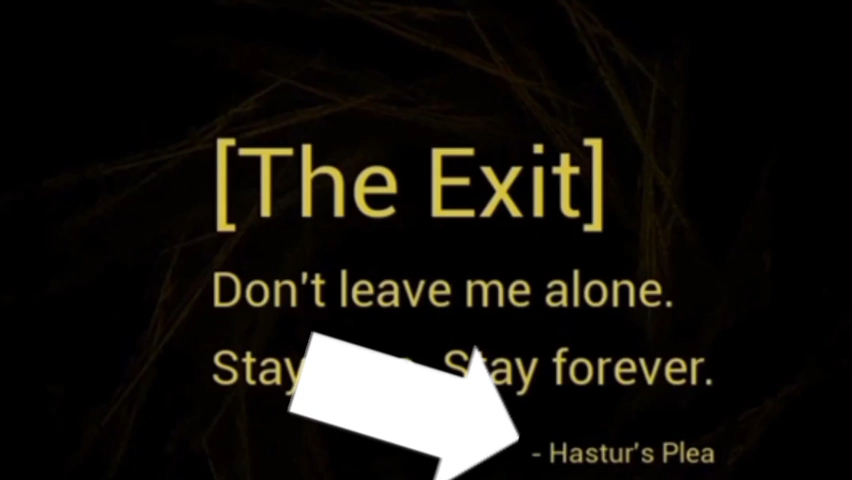 [The Exit]
Don't leave me alone.
Stay Stay forever.
- Hastur's Plea